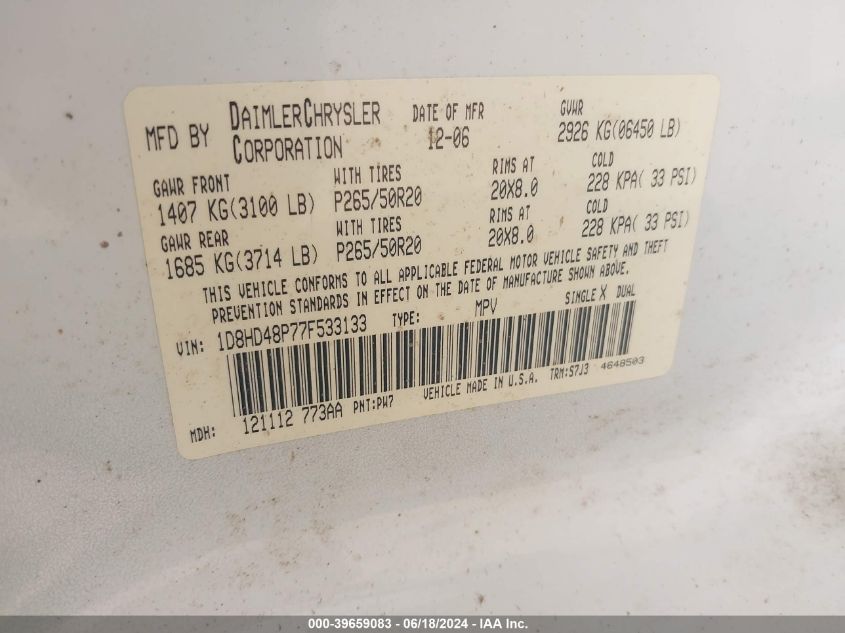 MFD BY DAIMLERCHRYSLER CORPORATION
DATE OF MFR 12-06
GVWR 2926 KG(06450 LB)
GAWR FRONT WITH TIRES RIMS AT COLD
1407 KG(3100 LB) P265/50R20 20X8.0 228 KPA( 33 PSI)
GAWR REAR WITH TIRES RIMS AT COLD
1685 KG(3714 LB) P265/50R20 20X8.0 228 KPA( 33 PSI)
THIS VEHICLE CONFORMS TO ALL APPLICABLE FEDERAL MOTOR VEHICLE SAFETY AND THEFT
PREVENTION STANDARDS IN EFFECT ON THE DATE OF MANUFACTURE SHOWN ABOVE.
VIN: 1D8HD48P77F533133 TYPE: MPV SINGLE X DUAL
MDH: 121112 773AA PNT:PW7 VEHICLE MADE IN U.S.A. TRM:S7J3 4648503
000-39659083 - 06/18/2024 - IAA Inc.